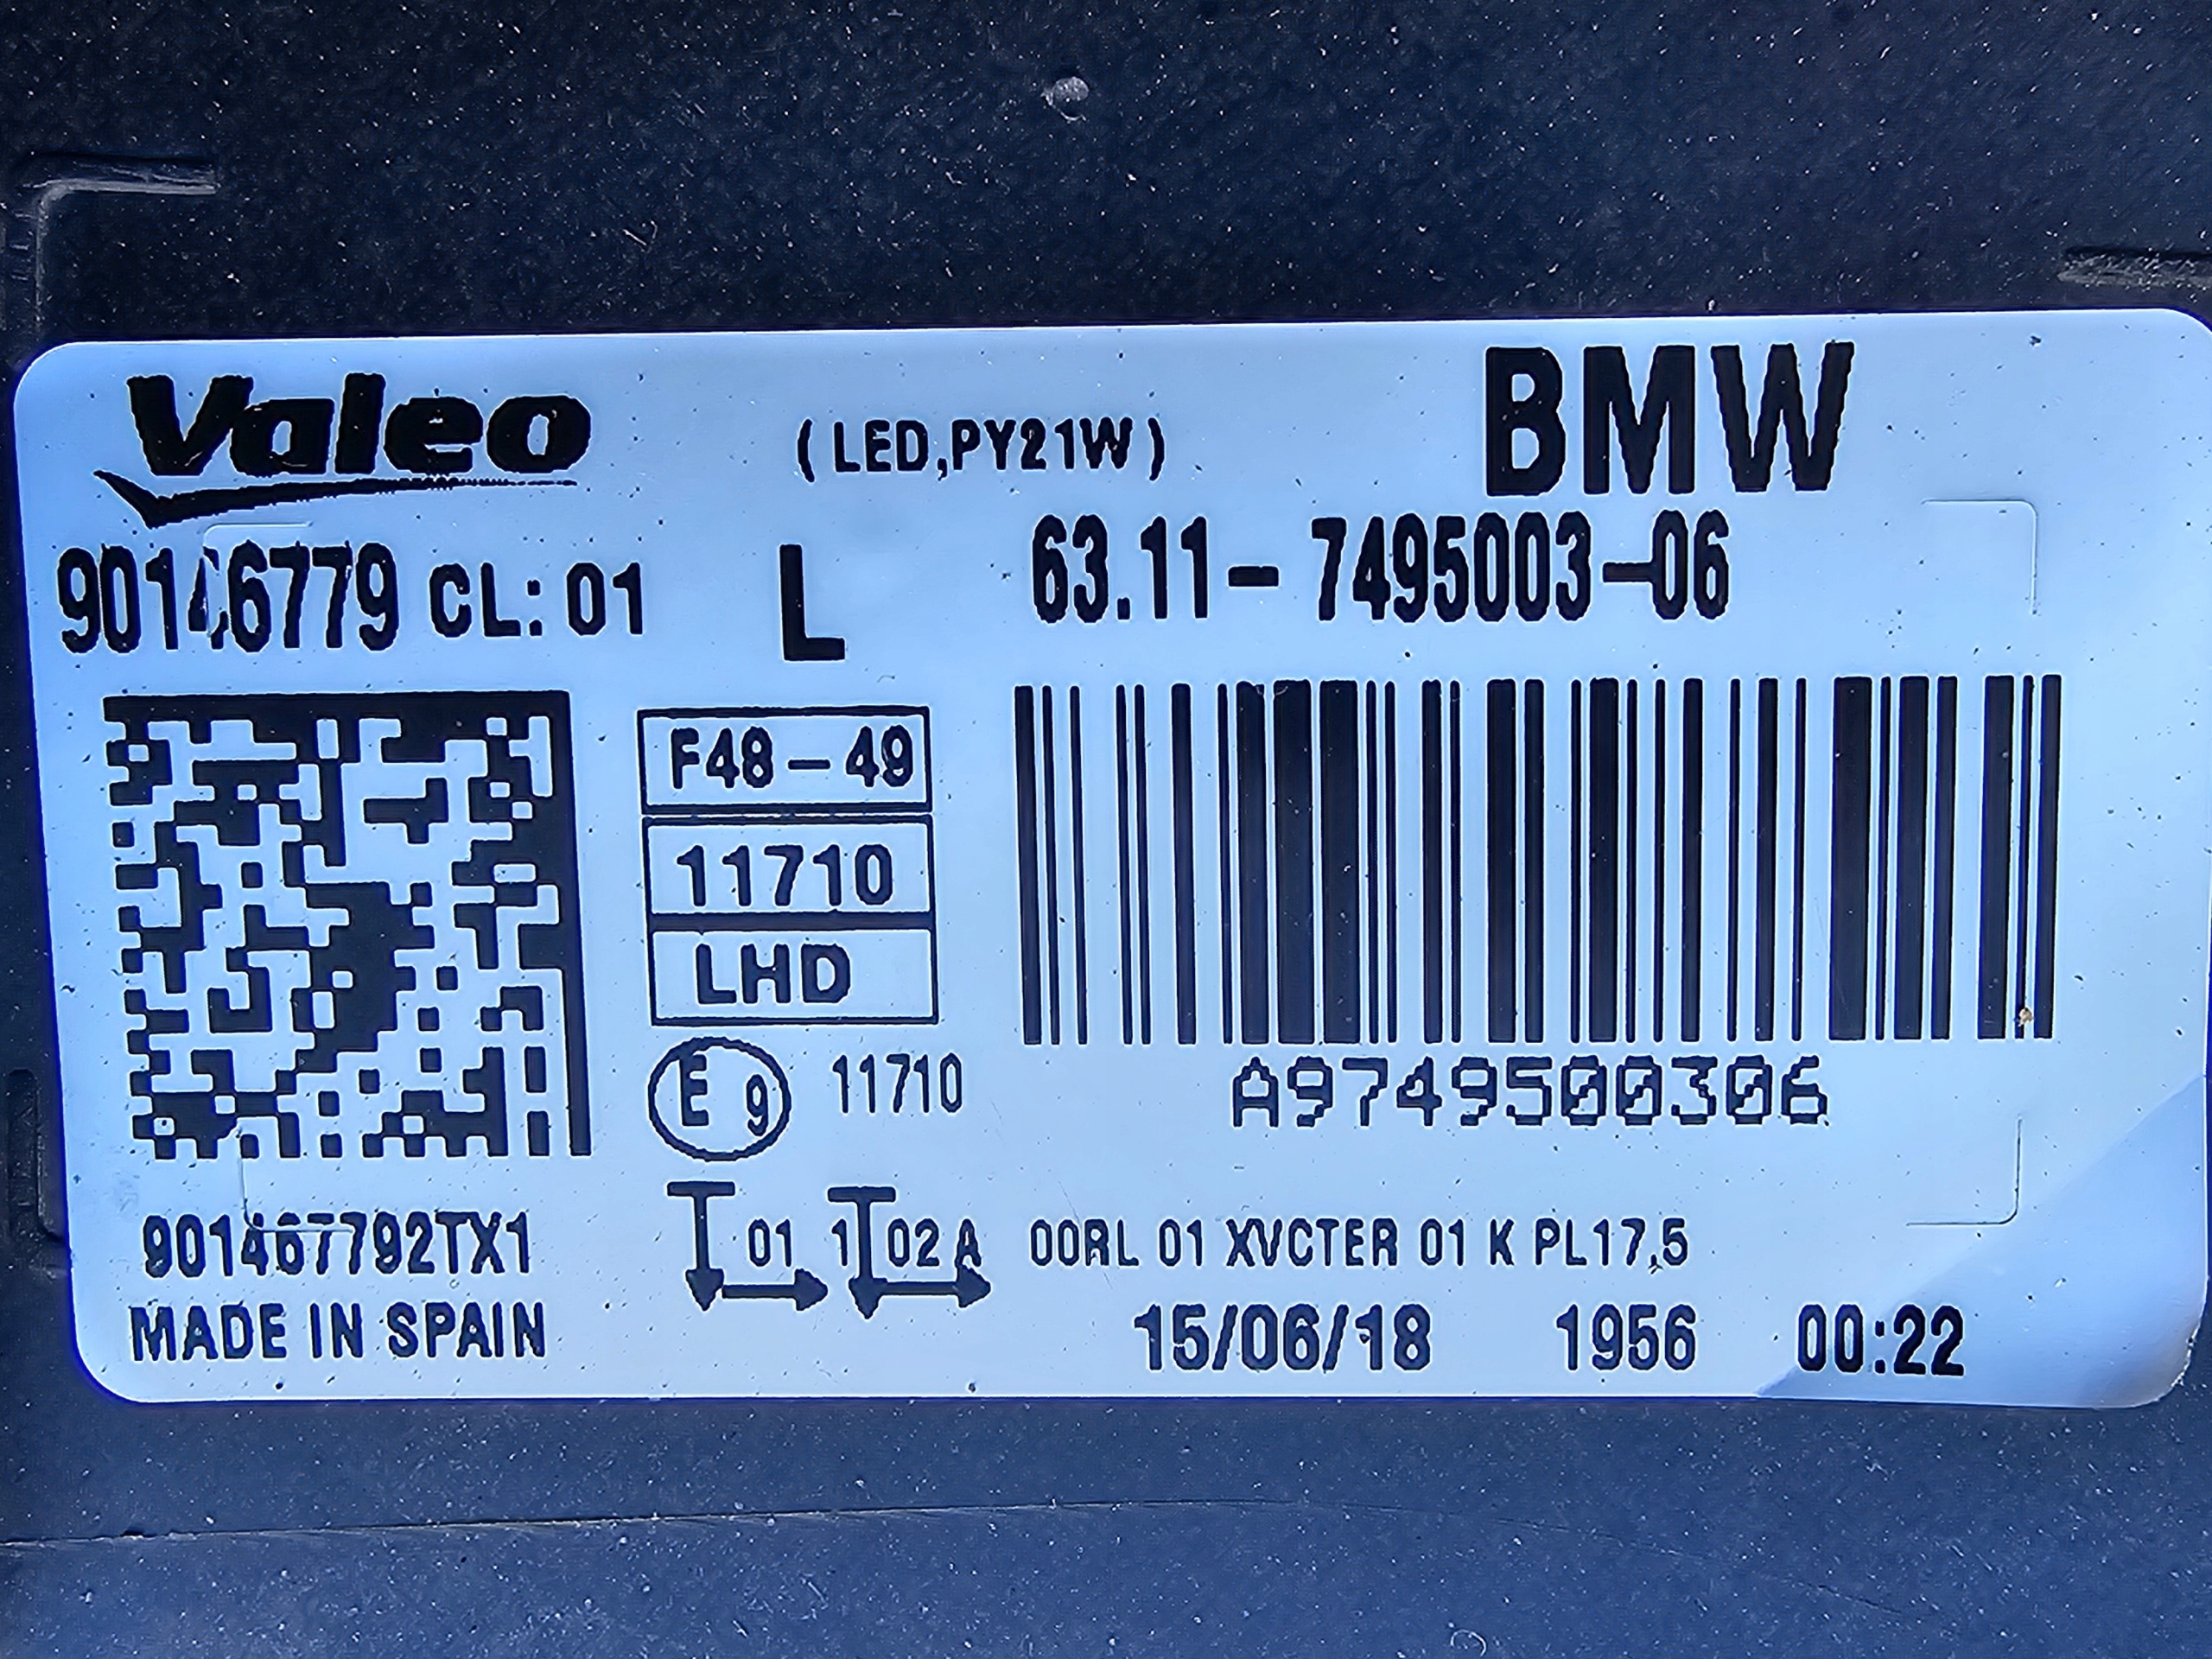 Valeo
(LED,PY21W)
BMW
90146779 CL: 01
L
63.11- 7495003-06
F48-49
11710
LHD
E 9 11710
A9749500306
901467792TX1
01 1 02 A
00RL 01 XVCTER 01 K PL17,5
MADE IN SPAIN
15/06/18 1956 00:22